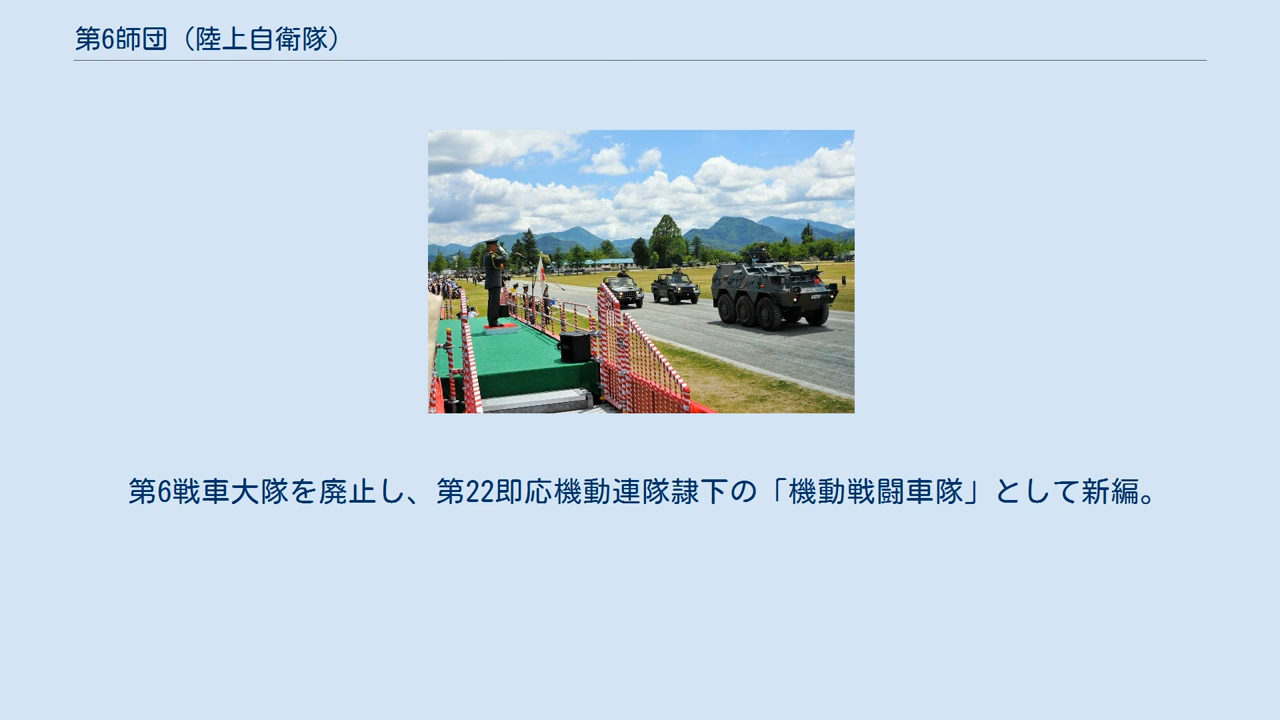 第6師団（陸上自衛隊）
第6戦車大隊を廃止し、第22即応機動連隊隷下の「機動戦闘車隊」として新編。